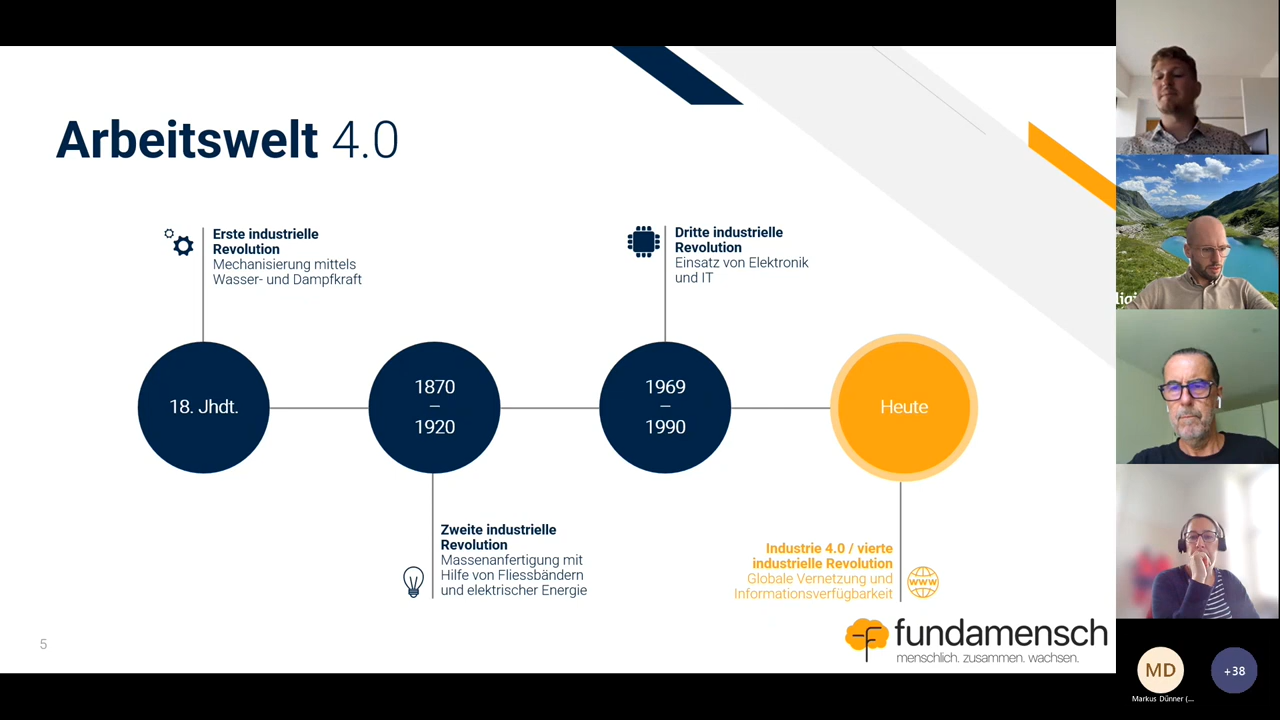 Arbeitswelt 4.0
Erste industrielle
Revolution
Mechanisierung mittels
Wasser- und Dampfkraft
Dritte industrielle
Revolution
Einsatz von Elektronik
und IT
18. Jhdt.
1870
–
1920
1969
–
1990
Heute
Zweite industrielle
Revolution
Massenanfertigung mit
Hilfe von Fliessbändern
und elektrischer Energie
Industrie 4.0 / vierte
industrielle Revolution
Globale Vernetzung und
Informationsverfügbarkeit
WWW
5
fundamensch
menschlich. zusammen. wachsen.
MD
+38
Markus Dünner (...